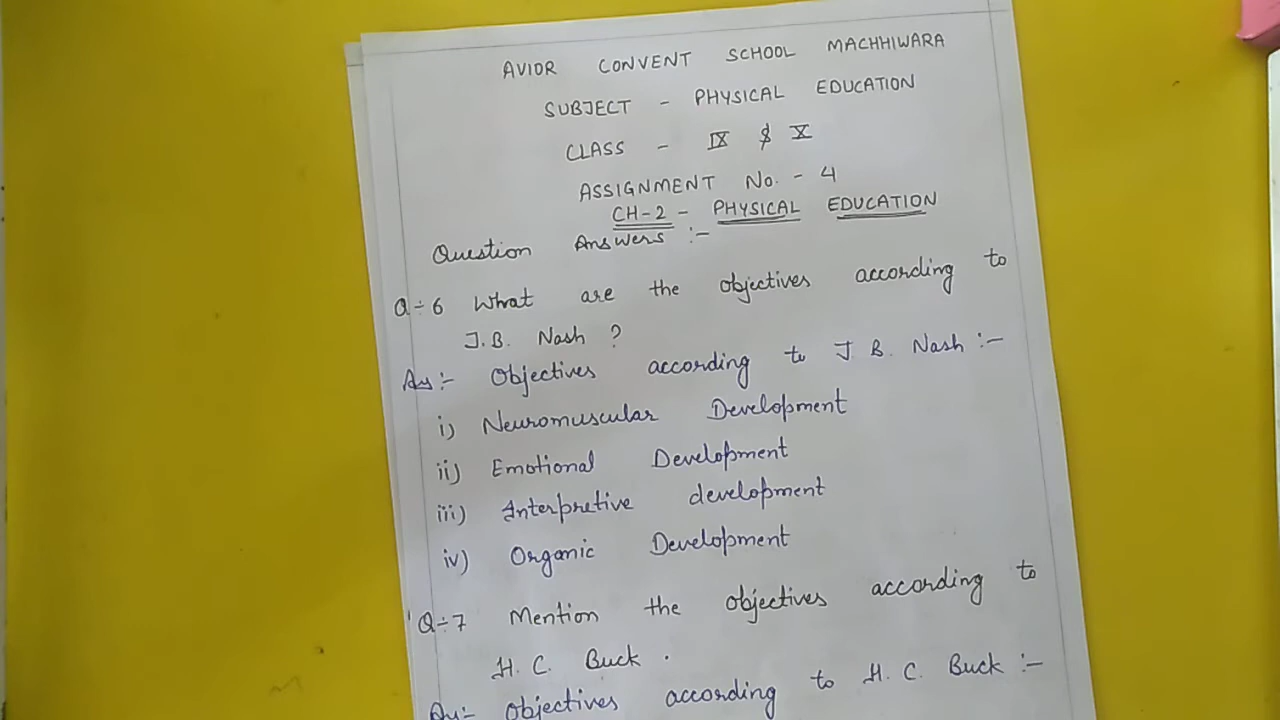 AVIOR CONVENT SCHOOL MACHHIWARA
SUBJECT - PHYSICAL EDUCATION
CLASS - IX & X
ASSIGNMENT No. - 4
CH-2 - PHYSICAL EDUCATION
Question Answers :-
Q÷6 What are the objectives according to
J.B. Nash ?
Ans:- Objectives according to J B. Nash :-
i) Neuromuscular Development
ii) Emotional Development
iii) Interpretive development
iv) Organic Development
Q÷7 Mention the objectives according to
H. C. Buck .
Ans:- Objectives according to H. C. Buck :-